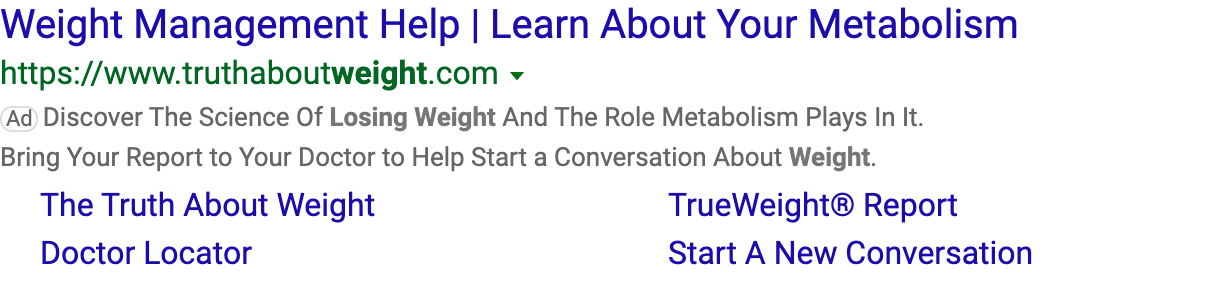 Weight Management Help | Learn About Your Metabolism
https://www.truthaboutweight.com
Ad Discover The Science Of Losing Weight And The Role Metabolism Plays In It.
Bring Your Report to Your Doctor to Help Start a Conversation About Weight.
The Truth About Weight TrueWeight® Report
Doctor Locator Start A New Conversation